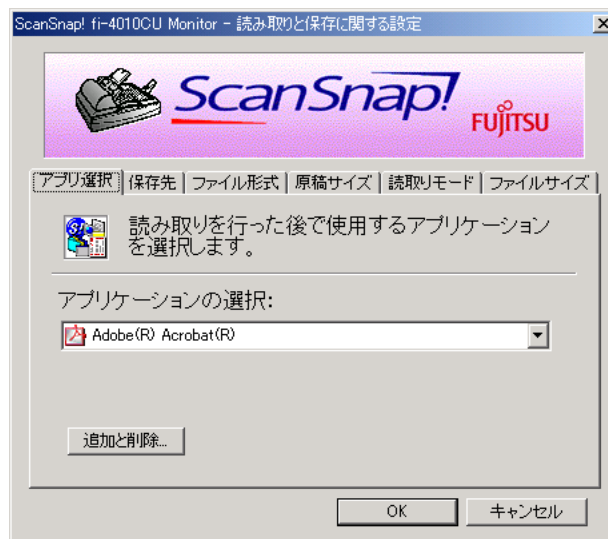 ScanSnap! fi-4010CU Monitor - 読み取りと保存に関する設定
ScanSnap!
FUJITSU
アプリ選択 保存先 ファイル形式 原稿サイズ 読取りモード ファイルサイズ
読み取りを行った後で使用するアプリケーション
を選択します。
アプリケーションの選択:
Adobe(R) Acrobat(R)
追加と削除...
OK キャンセル